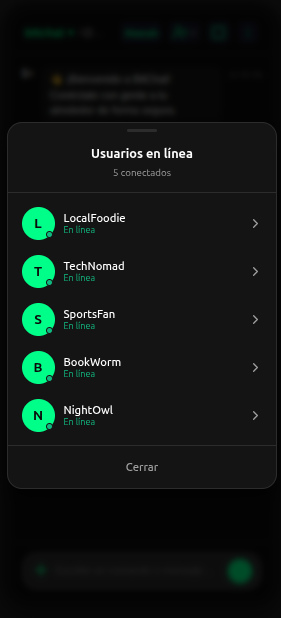 Usuarios en línea
5 conectados
L
LocalFoodie
En línea
T
TechNomad
En línea
S
SportsFan
En línea
B
BookWorm
En línea
N
NightOwl
En línea
Cerrar